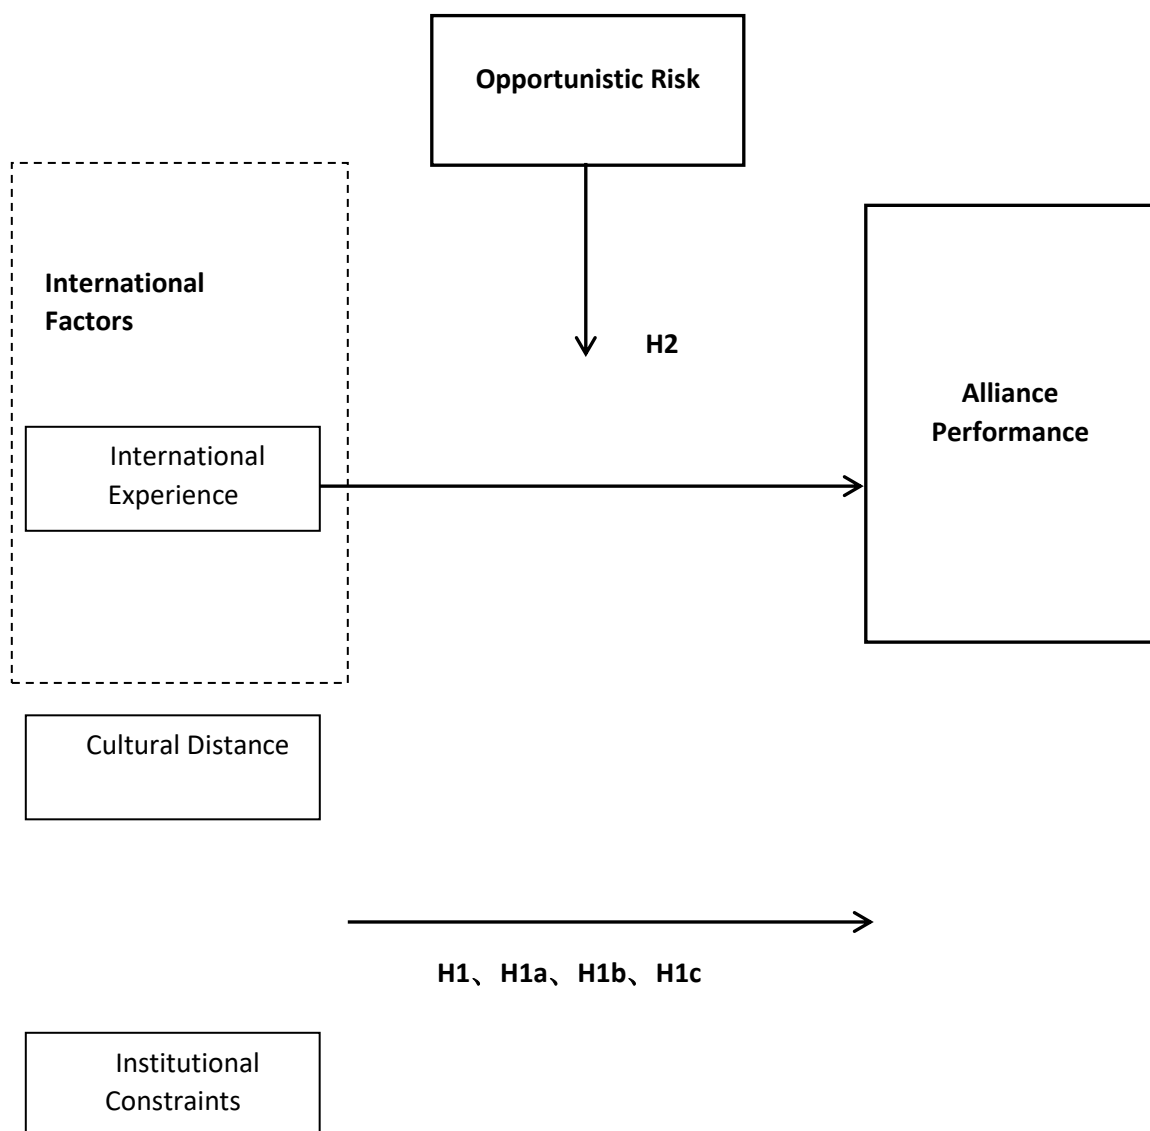 Opportunistic Risk
International
Factors
H2
Alliance
Performance
International
Experience
Cultural Distance
H1、H1a、H1b、H1c
Institutional
Constraints